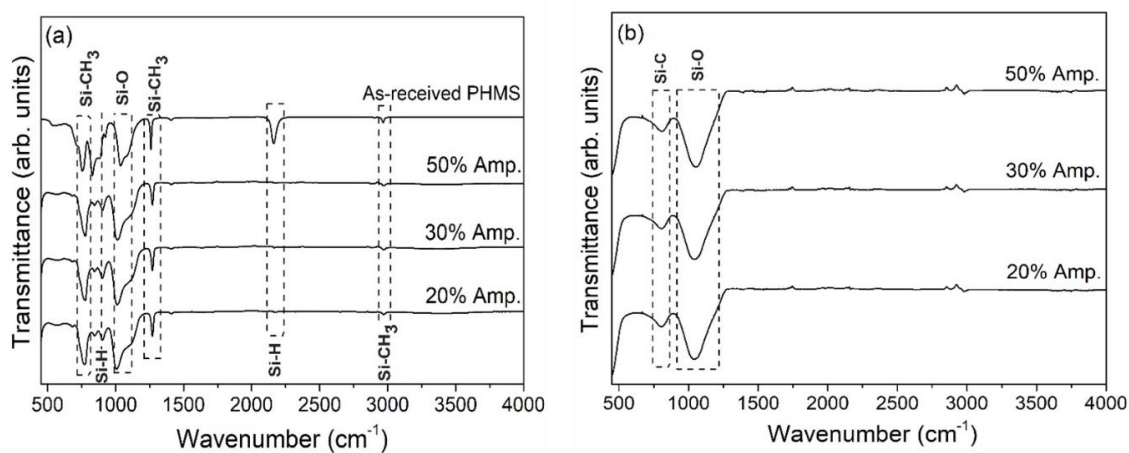 (a)
Si-CH3
Si-O
Si-CH3
As-received PHMS
50% Amp.
30% Amp.
20% Amp.
Si-H
Si-H
Si-CH3
Transmittance (arb. units)
500 1000 1500 2000 2500 3000 3500 4000
Wavenumber (cm-1)
(b)
Si-C
Si-O
50% Amp.
30% Amp.
20% Amp.
Transmittance (arb. units)
500 1000 1500 2000 2500 3000 3500 4000
Wavenumber (cm-1)